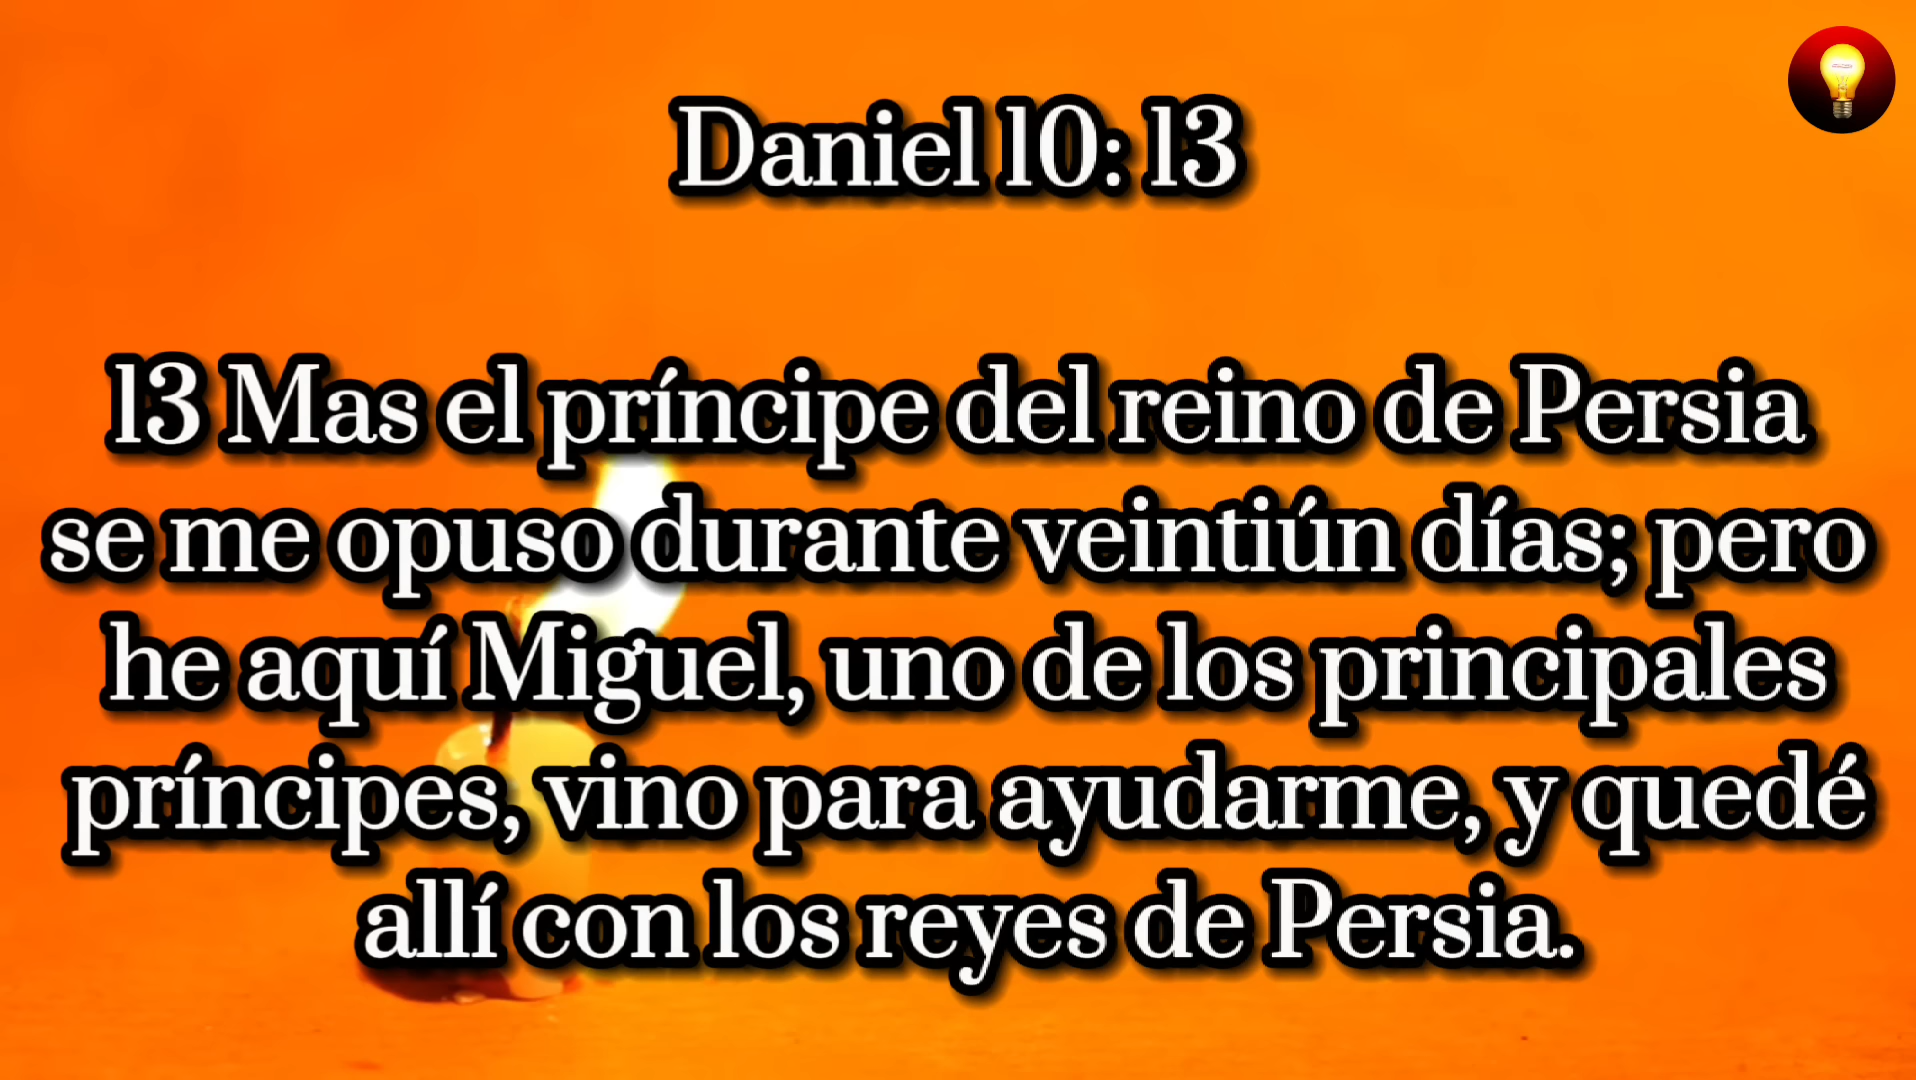 Daniel 10: 13
13 Mas el príncipe del reino de Persia
se me opuso durante veintiún días; pero
he aquí Miguel, uno de los principales
príncipes, vino para ayudarme, y quedé
allí con los reyes de Persia.